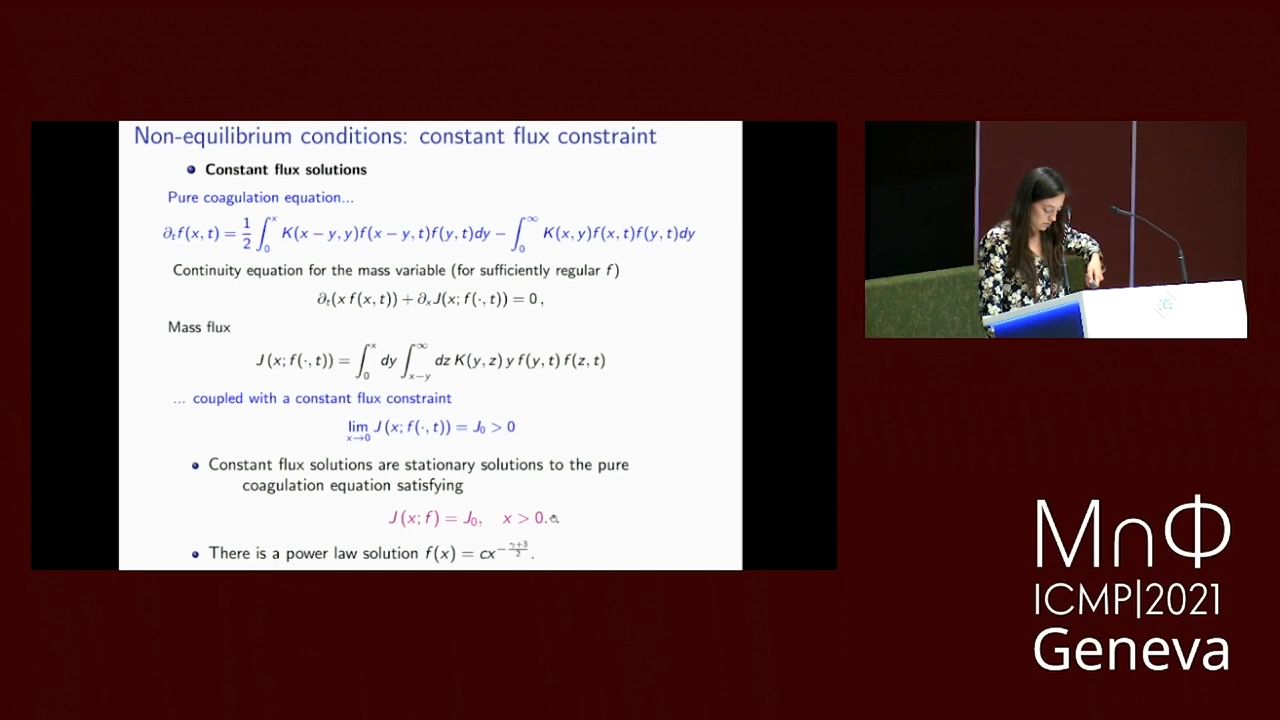 Non-equilibrium conditions: constant flux constraint
• Constant flux solutions
Pure coagulation equation...
∂ₜf(x, t) = 1/2 ∫₀ˣ K(x − y, y)f(x − y, t)f(y, t)dy − ∫₀^∞ K(x, y)f(x, t)f(y, t)dy
Continuity equation for the mass variable (for sufficiently regular f)
∂ₜ(x f(x, t)) + ∂ₓJ(x; f(·, t)) = 0 ,
Mass flux
J(x; f(·, t)) = ∫₀ˣ dy ∫_{x−y}^∞ dz K(y, z) y f(y, t) f(z, t)
... coupled with a constant flux constraint
lim_{x→0} J(x; f(·, t)) = J₀ > 0
• Constant flux solutions are stationary solutions to the pure
coagulation equation satisfying
J(x; f) = J₀, x > 0.
• There is a power law solution f(x) = cx^{−(γ+3)/2}.
M∩Φ
ICMP|2021
Geneva